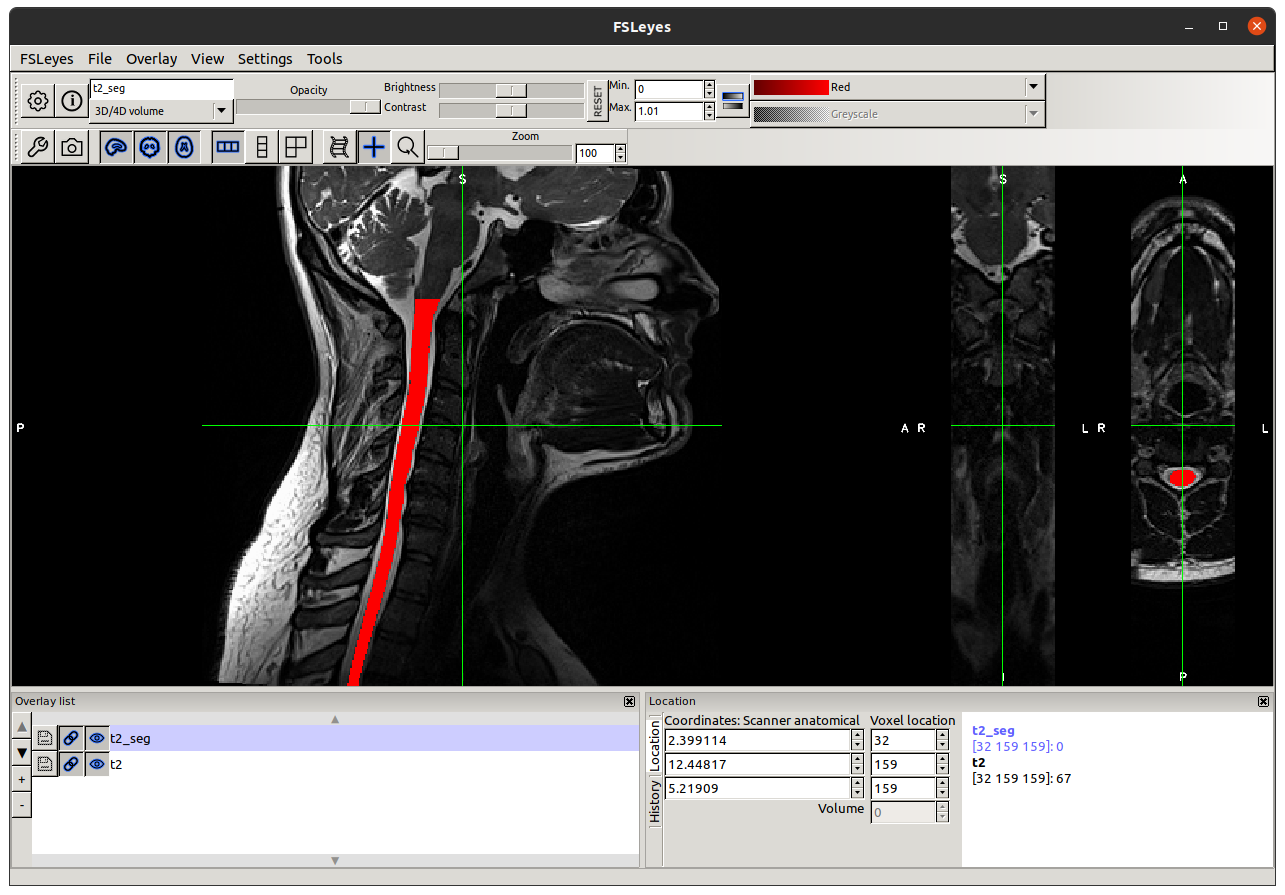 FSLeyes
FSLeyes File Overlay View Settings Tools
t2_seg
3D/4D volume
Opacity
Brightness
Contrast
RESET
Min. 0
Max. 1.01
Red
Greyscale
Zoom
100
S
P
A
R
S
L
I
A
R
L
P
Overlay list
t2_seg
t2
+
-
Location
Location
History
Coordinates: Scanner anatomical Voxel location
2.399114 32
12.44817 159
5.21909 159
Volume 0
t2_seg
[32 159 159]: 0
t2
[32 159 159]: 67